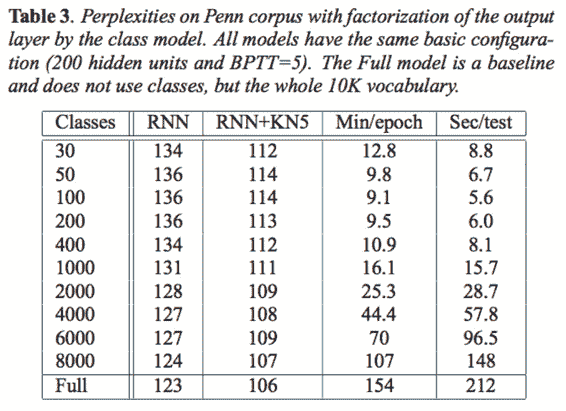 Table 3. Perplexities on Penn corpus with factorization of the output
layer by the class model. All models have the same basic configura-
tion (200 hidden units and BPTT=5). The Full model is a baseline
and does not use classes, but the whole 10K vocabulary.
Classes RNN RNN+KN5 Min/epoch Sec/test
30 134 112 12.8 8.8
50 136 114 9.8 6.7
100 136 114 9.1 5.6
200 136 113 9.5 6.0
400 134 112 10.9 8.1
1000 131 111 16.1 15.7
2000 128 109 25.3 28.7
4000 127 108 44.4 57.8
6000 127 109 70 96.5
8000 124 107 107 148
Full 123 106 154 212